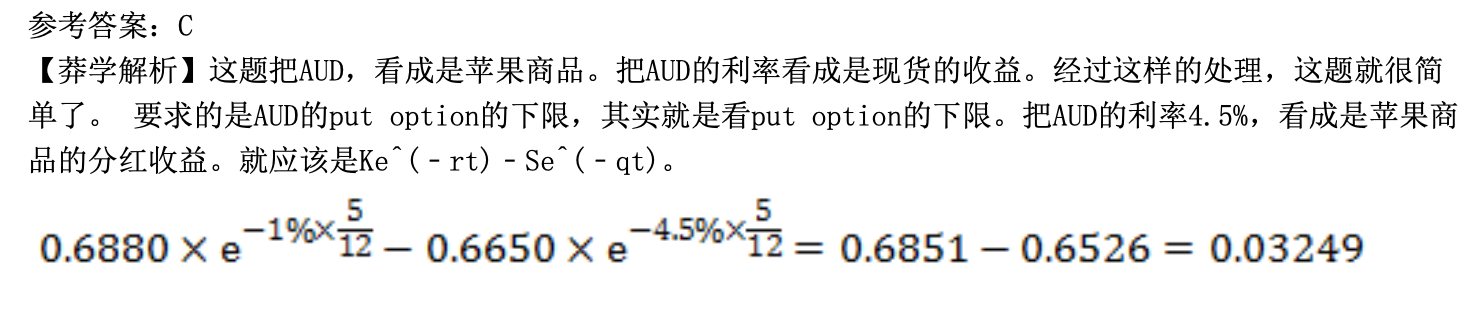 参考答案：C
【莽学解析】这题把AUD，看成是苹果商品。把AUD的利率看成是现货的收益。经过这样的处理，这题就很简
单了。 要求的是AUD的put option的下限，其实就是看put option的下限。把AUD的利率4.5%，看成是苹果商
品的分红收益。就应该是Ke^(－rt)－Se^(－qt)。
0.6880 × e^{−1%×\frac{5}{12}} − 0.6650 × e^{−4.5%×\frac{5}{12}} = 0.6851 − 0.6526 = 0.03249